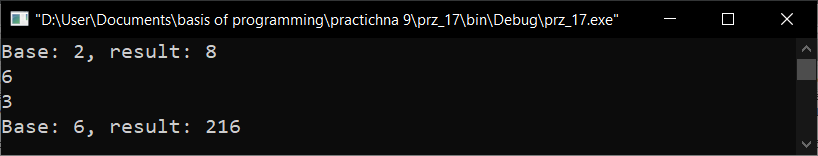 "D:\User\Documents\basis of programming\practichna 9\prz_17\bin\Debug\prz_17.exe"
Base: 2, result: 8
6
3
Base: 6, result: 216